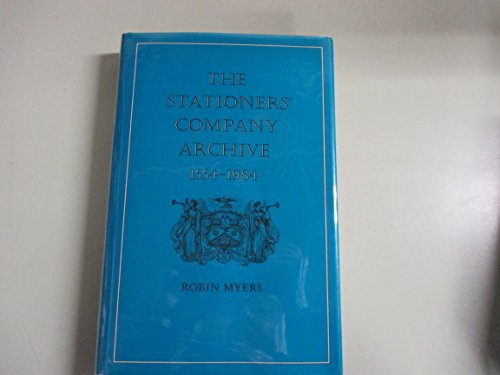 THE
STATIONERS'
COMPANY
ARCHIVE
1554–1984
ROBIN MYERS